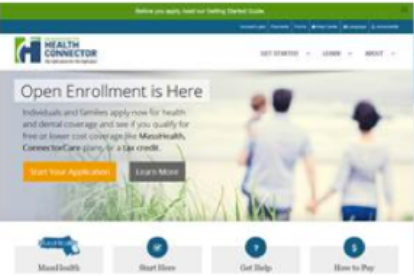 Before you apply, read our Getting Started Guide.
HEALTH
CONNECTOR
GET STARTED
LEARN
ABOUT
Open Enrollment is Here
Individuals and families apply now for health
and dental coverage and see if you qualify for
free or lower cost coverage like MassHealth,
ConnectorCare plans, or a tax credit.
Start Your Application
Learn More
MassHealth
Start Here
Get Help
How to Pay